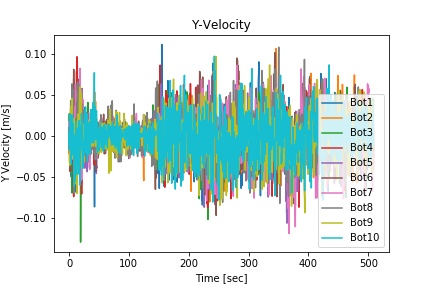 Y-Velocity
Y Velocity [m/s]
0.10
0.05
0.00
−0.05
−0.10
Bot1
Bot2
Bot3
Bot4
Bot5
Bot6
Bot7
Bot8
Bot9
Bot10
0 100 200 300 400 500
Time [sec]